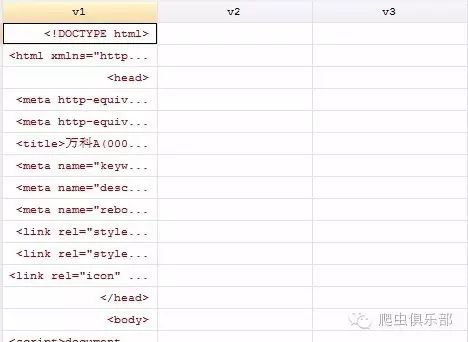 v1 v2 v3
<!DOCTYPE html>
<html xmlns="http...
<head>
<meta http-equiv...
<meta http-equiv...
<title>万科A(000...
<meta name="keyw...
<meta name="desc...
<meta name="robo...
<link rel="style...
<link rel="style...
<link rel="icon" ...
</head>
<body>
<script>document
爬虫俱乐部